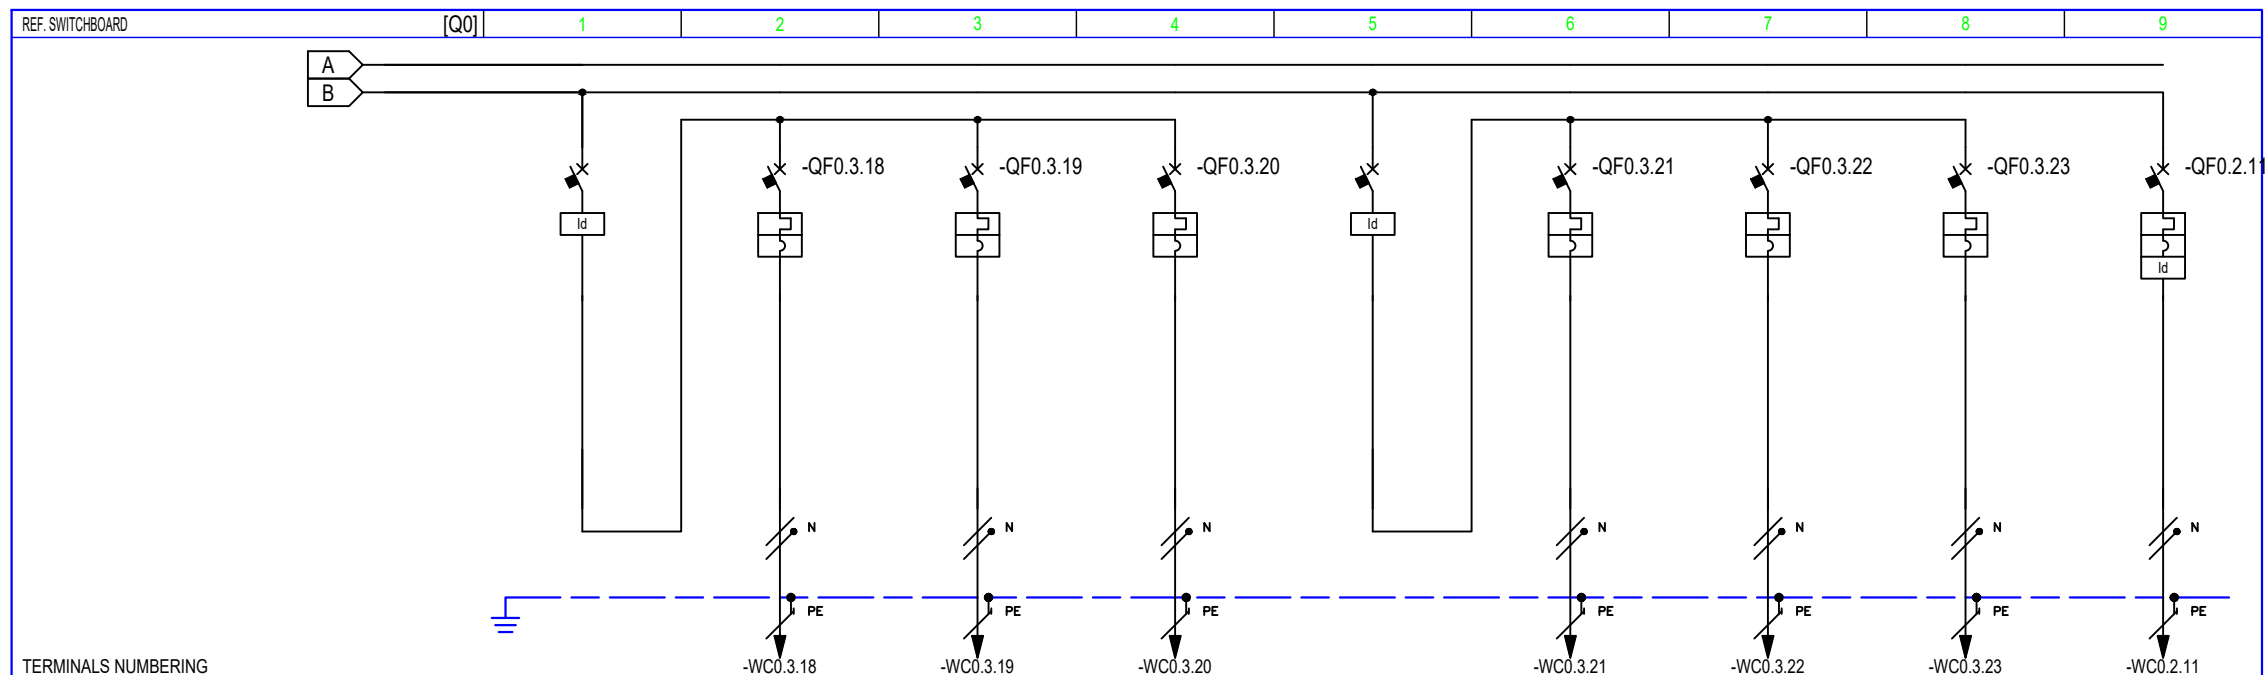 REF. SWITCHBOARD [Q0] 1 2 3 4 5 6 7 8 9
A
B
-QF0.3.18 -QF0.3.19 -QF0.3.20 -QF0.3.21 -QF0.3.22 -QF0.3.23 -QF0.2.11
Id Id
Id
N N N N N N N
PE PE PE PE PE PE PE
TERMINALS NUMBERING -WC0.3.18 -WC0.3.19 -WC0.3.20 -WC0.3.21 -WC0.3.22 -WC0.3.23 -WC0.2.11